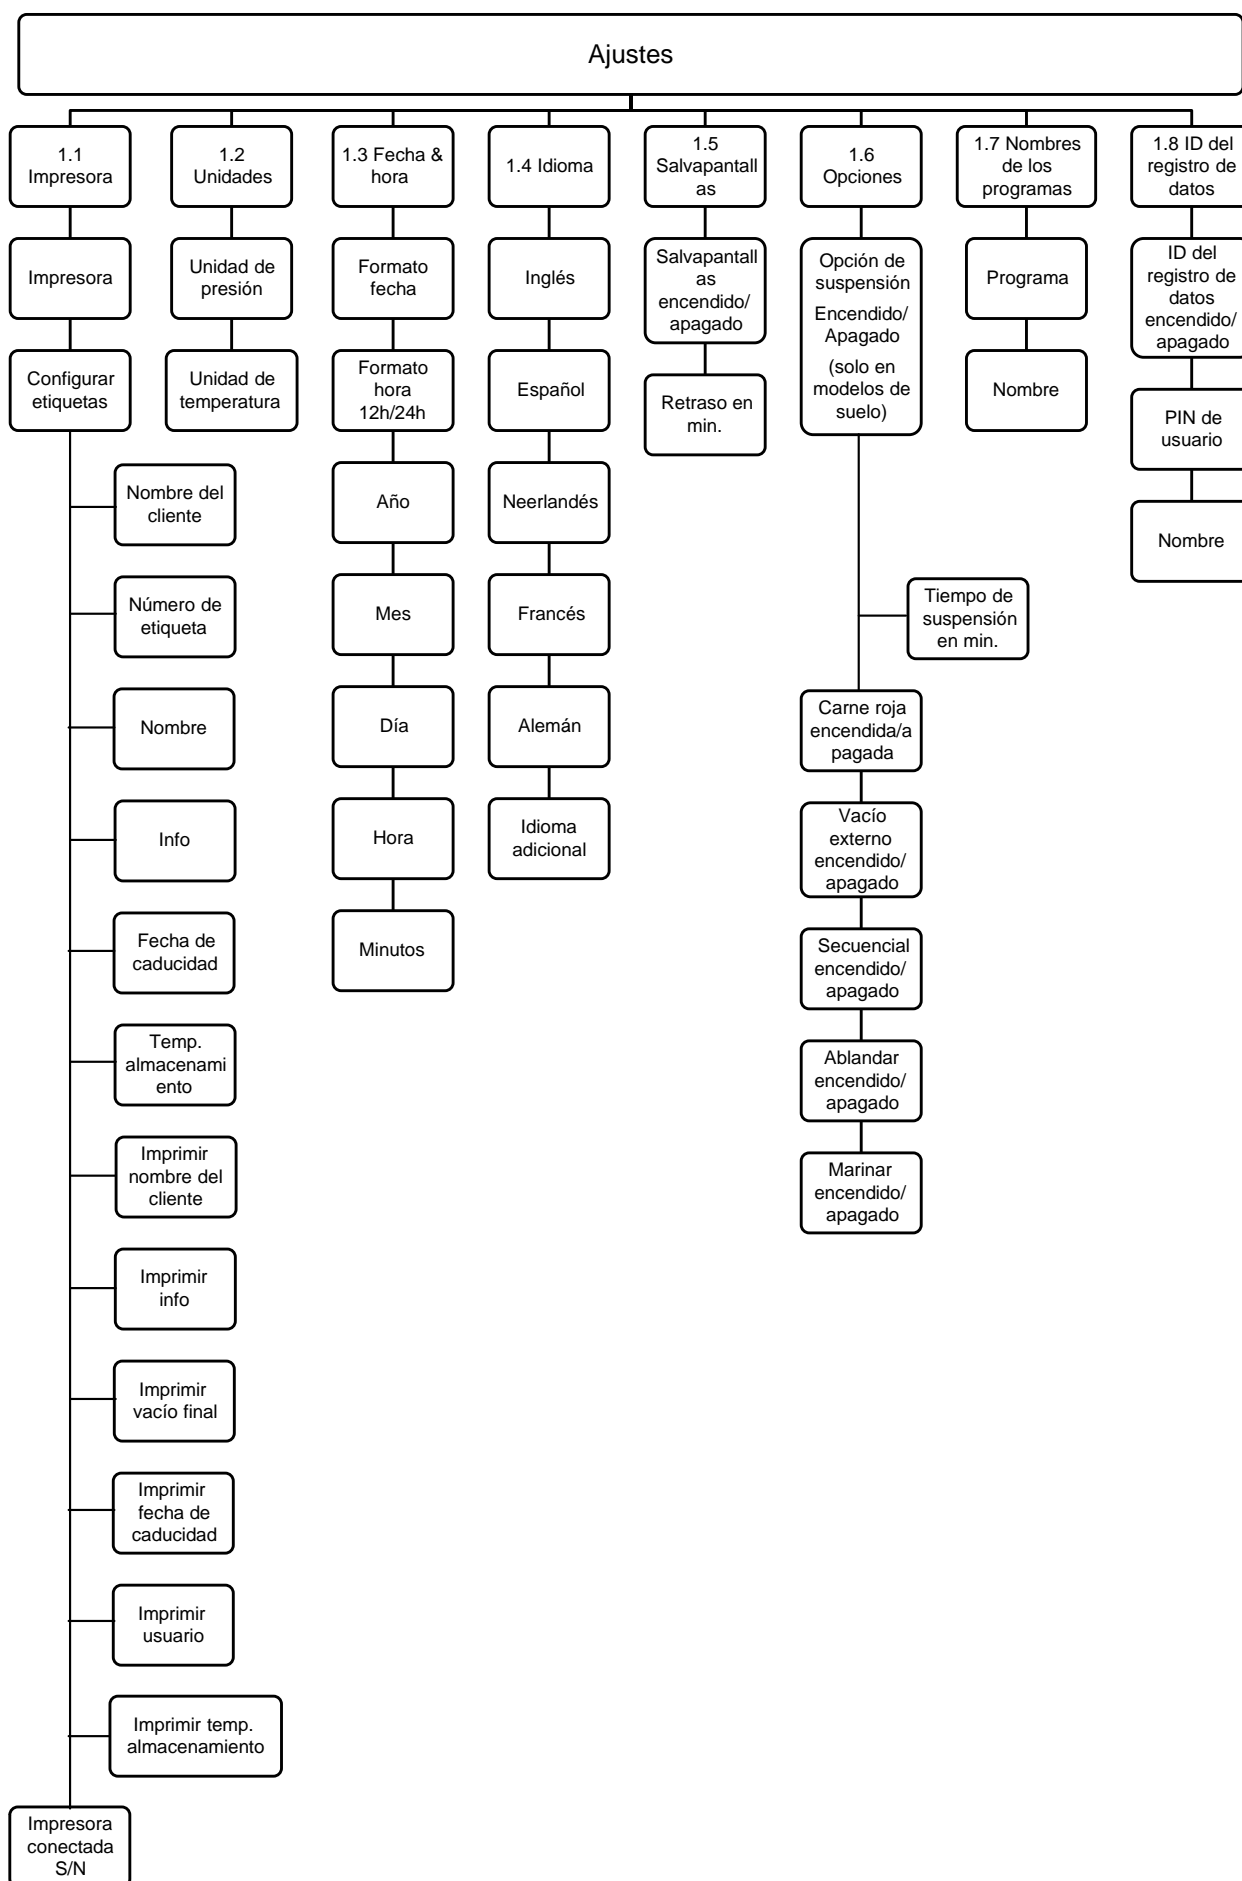 Ajustes
1.1
Impresora
1.2
Unidades
1.3 Fecha &
hora
1.4 Idioma
1.5
Salvapantall
as
1.6
Opciones
1.7 Nombres
de los
programas
1.8 ID del
registro de
datos
Impresora
Configurar
etiquetas
Nombre del
cliente
Número de
etiqueta
Nombre
Info
Fecha de
caducidad
Temp.
almacenami
ento
Imprimir
nombre del
cliente
Imprimir
info
Imprimir
vacío final
Imprimir
fecha de
caducidad
Imprimir
usuario
Imprimir temp.
almacenamiento
Impresora
conectada
S/N
Unidad de
presión
Unidad de
temperatura
Formato
fecha
Formato
hora
12h/24h
Año
Mes
Día
Hora
Minutos
Inglés
Español
Neerlandés
Francés
Alemán
Idioma
adicional
Salvapantall
as
encendido/
apagado
Retraso en
min.
Opción de
suspensión
Encendido/
Apagado
(solo en
modelos de
suelo)
Tiempo de
suspensión
en min.
Carne roja
encendida/a
pagada
Vacío
externo
encendido/
apagado
Secuencial
encendido/
apagado
Ablandar
encendido/
apagado
Marinar
encendido/
apagado
Programa
Nombre
ID del
registro de
datos
encendido/
apagado
PIN de
usuario
Nombre